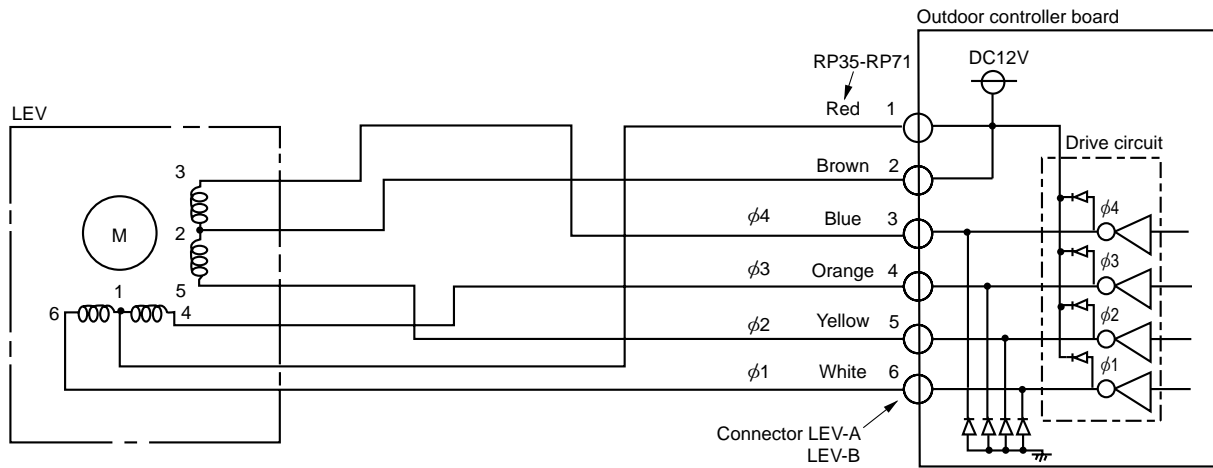 Outdoor controller board
RP35-RP71
DC12V
LEV
Red 1
Drive circuit
3
Brown 2
ϕ4
ϕ4 Blue 3
M
2
ϕ3
ϕ3 Orange 4
1
5
6
4
ϕ2
ϕ2 Yellow 5
ϕ1
ϕ1 White 6
Connector LEV-A
LEV-B